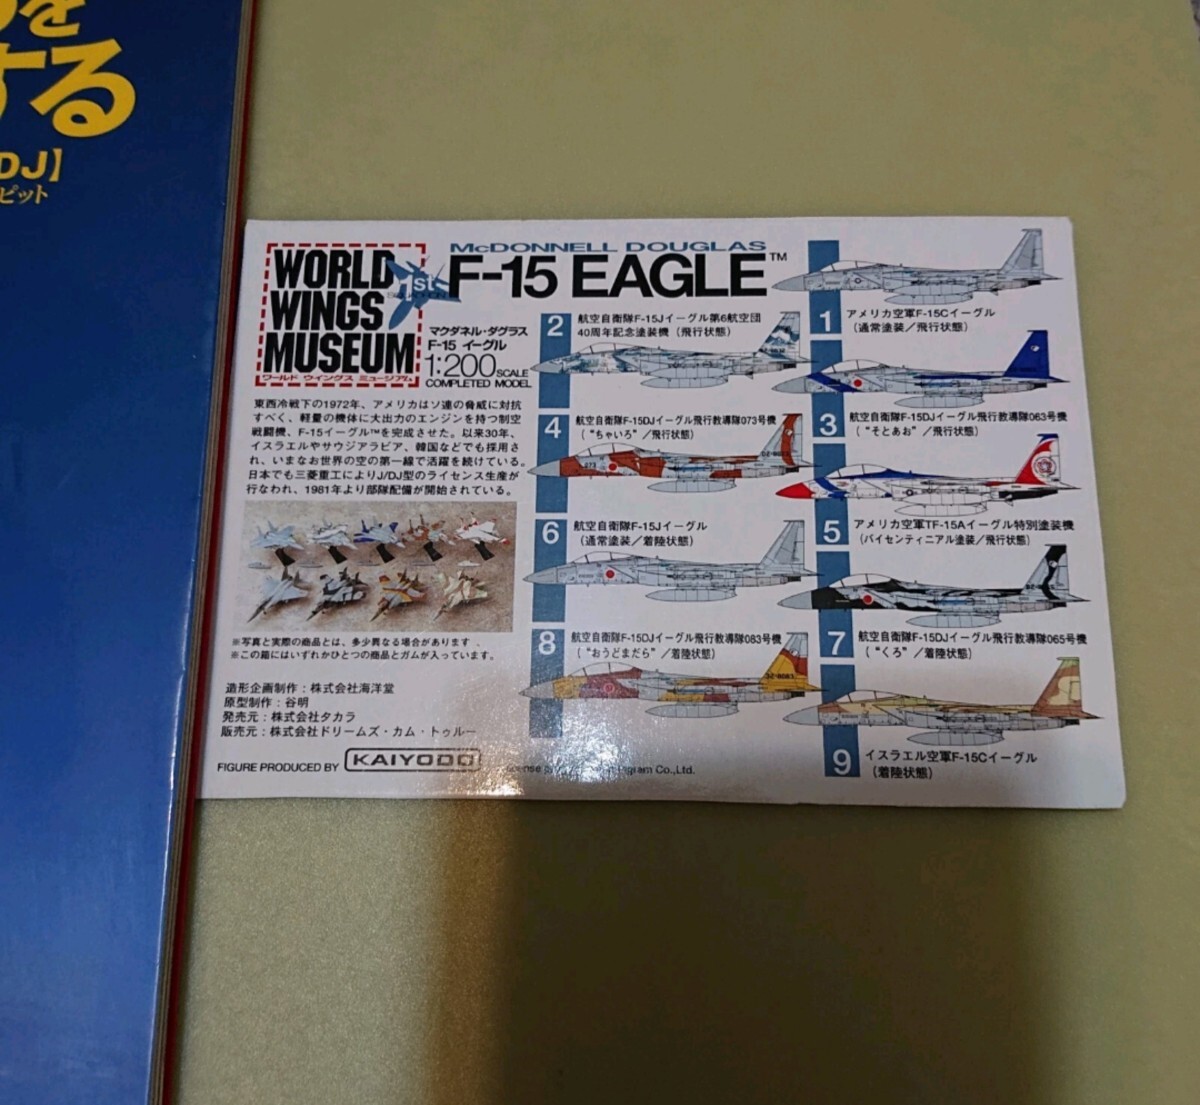 を
する
DJ】
ピット
WORLD
WINGS
MUSEUM
ワールド ウイングス ミュージアム
1st
McDONNELL DOUGLAS
F-15 EAGLE™
マクダネル・ダグラス
F-15 イーグル
1:200 SCALE
COMPLETED MODEL
東西冷戦下の1972年、アメリカはソ連の脅威に対抗
すべく、軽量の機体に大出力のエンジンを持つ制空
戦闘機、F-15イーグル™を完成させた。以来30年、
イスラエルやサウジアラビア、韓国などでも採用さ
れ、いまなお世界の空の第一線で活躍を続けている。
日本でも三菱重工によりJ/DJ型のライセンス生産が
行なわれ、1981年より部隊配備が開始されている。
※写真と実際の商品とは、多少異なる場合があります。
※この箱にはいずれかひとつの商品とガムが入っています。
造形企画制作：株式会社海洋堂
原型制作：谷明
発売元：株式会社タカラ
販売元：株式会社ドリームズ・カム・トゥルー
FIGURE PRODUCED BY KAIYODO
1
アメリカ空軍F-15Cイーグル
（通常塗装／飛行状態）
2
航空自衛隊F-15Jイーグル第6航空団
40周年記念塗装機（飛行状態）
3
航空自衛隊F-15DJイーグル飛行教導隊063号機
（“そとあお”／飛行状態）
4
航空自衛隊F-15DJイーグル飛行教導隊073号機
（“ちゃいろ”／飛行状態）
073
5
アメリカ空軍TF-15Aイーグル特別塗装機
（バイセンティニアル塗装／飛行状態）
6
航空自衛隊F-15Jイーグル
（通常塗装／着陸状態）
7
航空自衛隊F-15DJイーグル飛行教導隊065号機
（“くろ”／着陸状態）
8
航空自衛隊F-15DJイーグル飛行教導隊083号機
（“おうどまだら”／着陸状態）
9
イスラエル空軍F-15Cイーグル
（着陸状態）
Co.,Ltd.